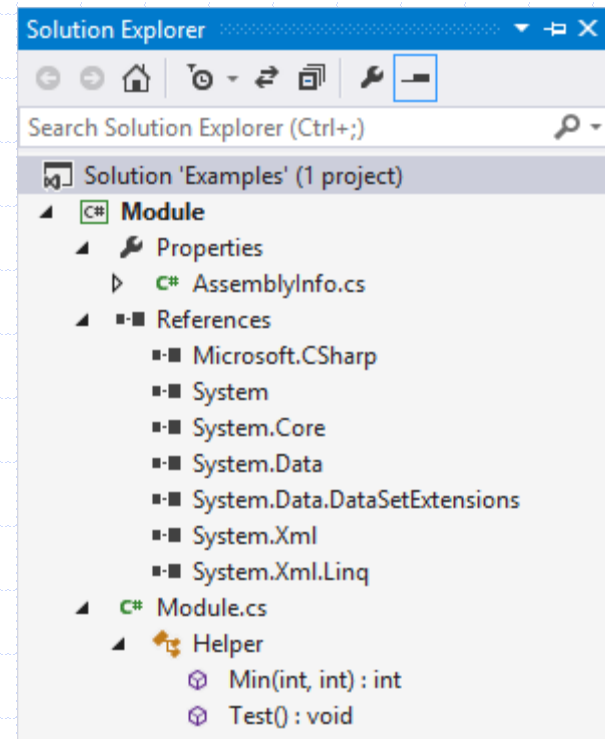 Solution Explorer
Search Solution Explorer (Ctrl+;)
Solution 'Examples' (1 project)
C# Module
Properties
C# AssemblyInfo.cs
References
Microsoft.CSharp
System
System.Core
System.Data
System.Data.DataSetExtensions
System.Xml
System.Xml.Linq
C# Module.cs
Helper
Min(int, int) : int
Test() : void